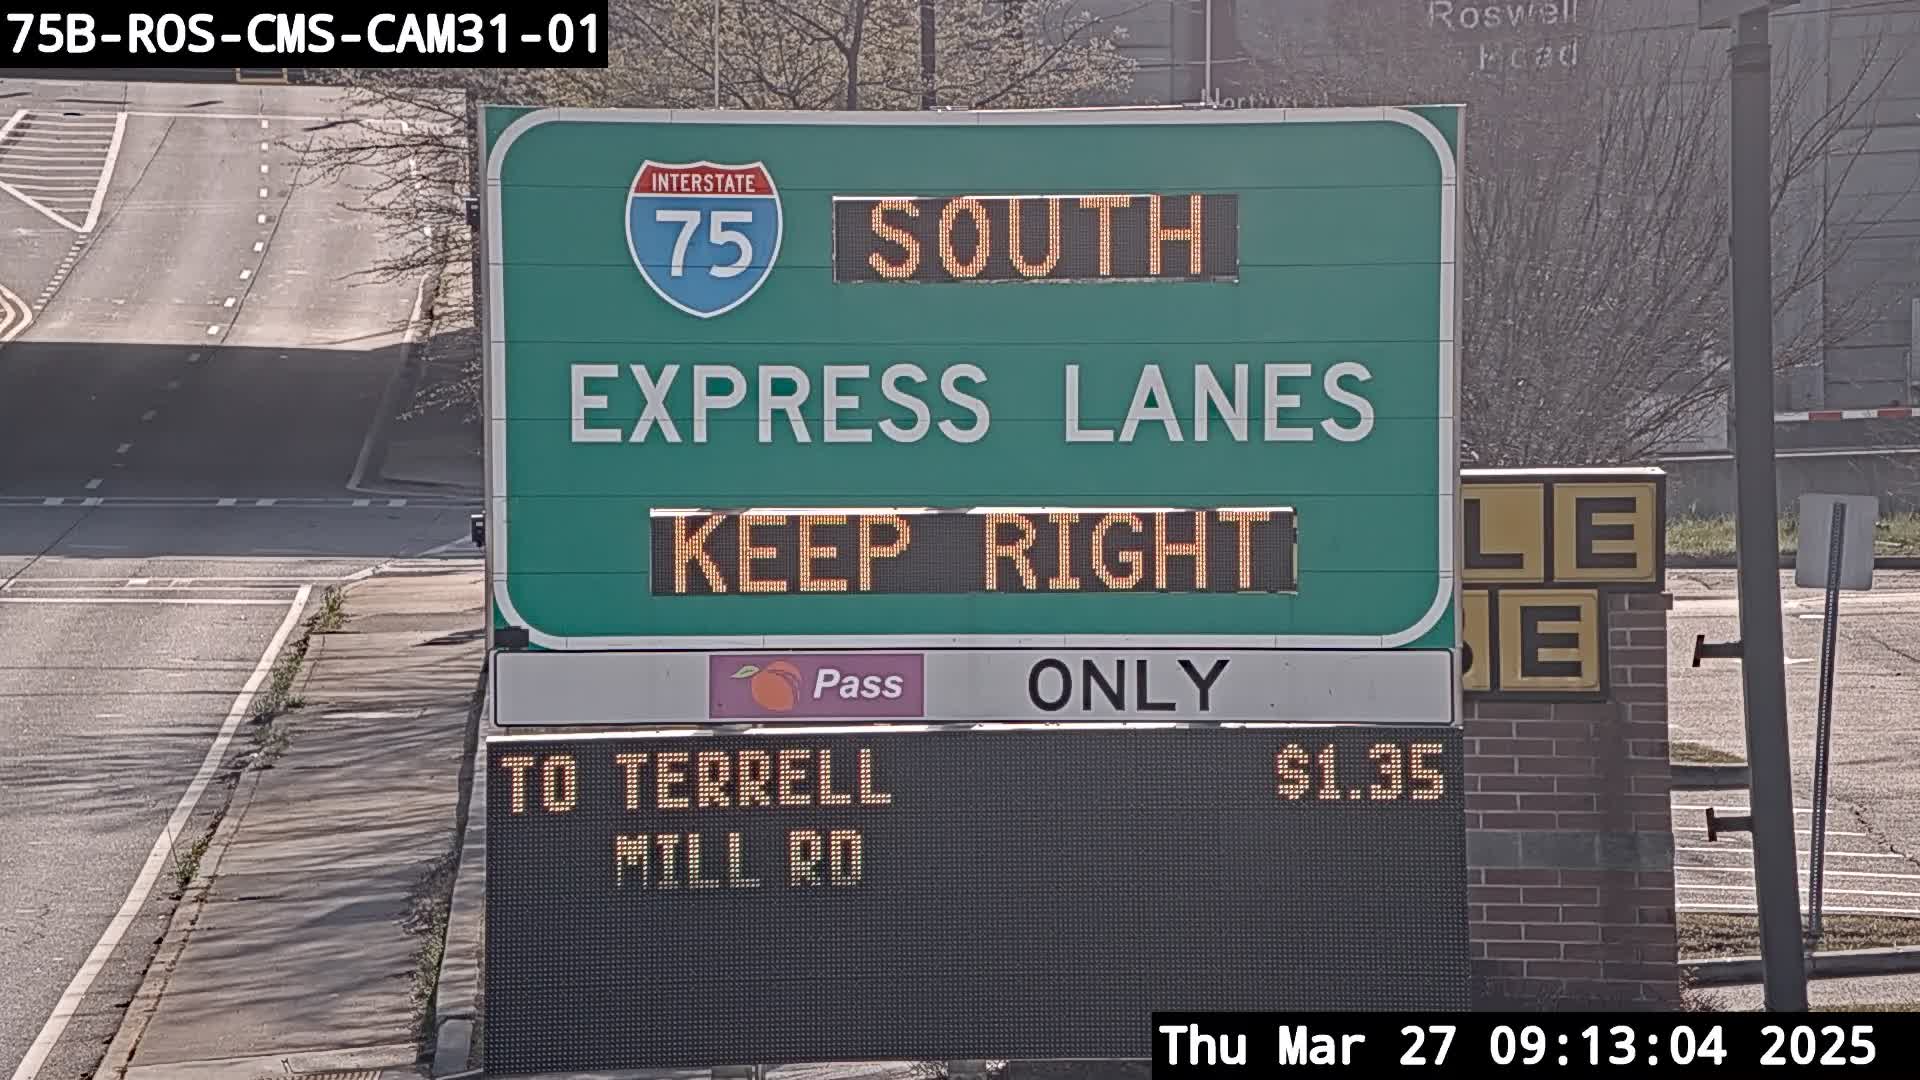 75B-ROS-CMS-CAM31-01
Roswell
Road
INTERSTATE
75
SOUTH
EXPRESS LANES
KEEP RIGHT
LE
E
Pass ONLY
TO TERRELL $1.35
MILL RD
Thu Mar 27 09:13:04 2025